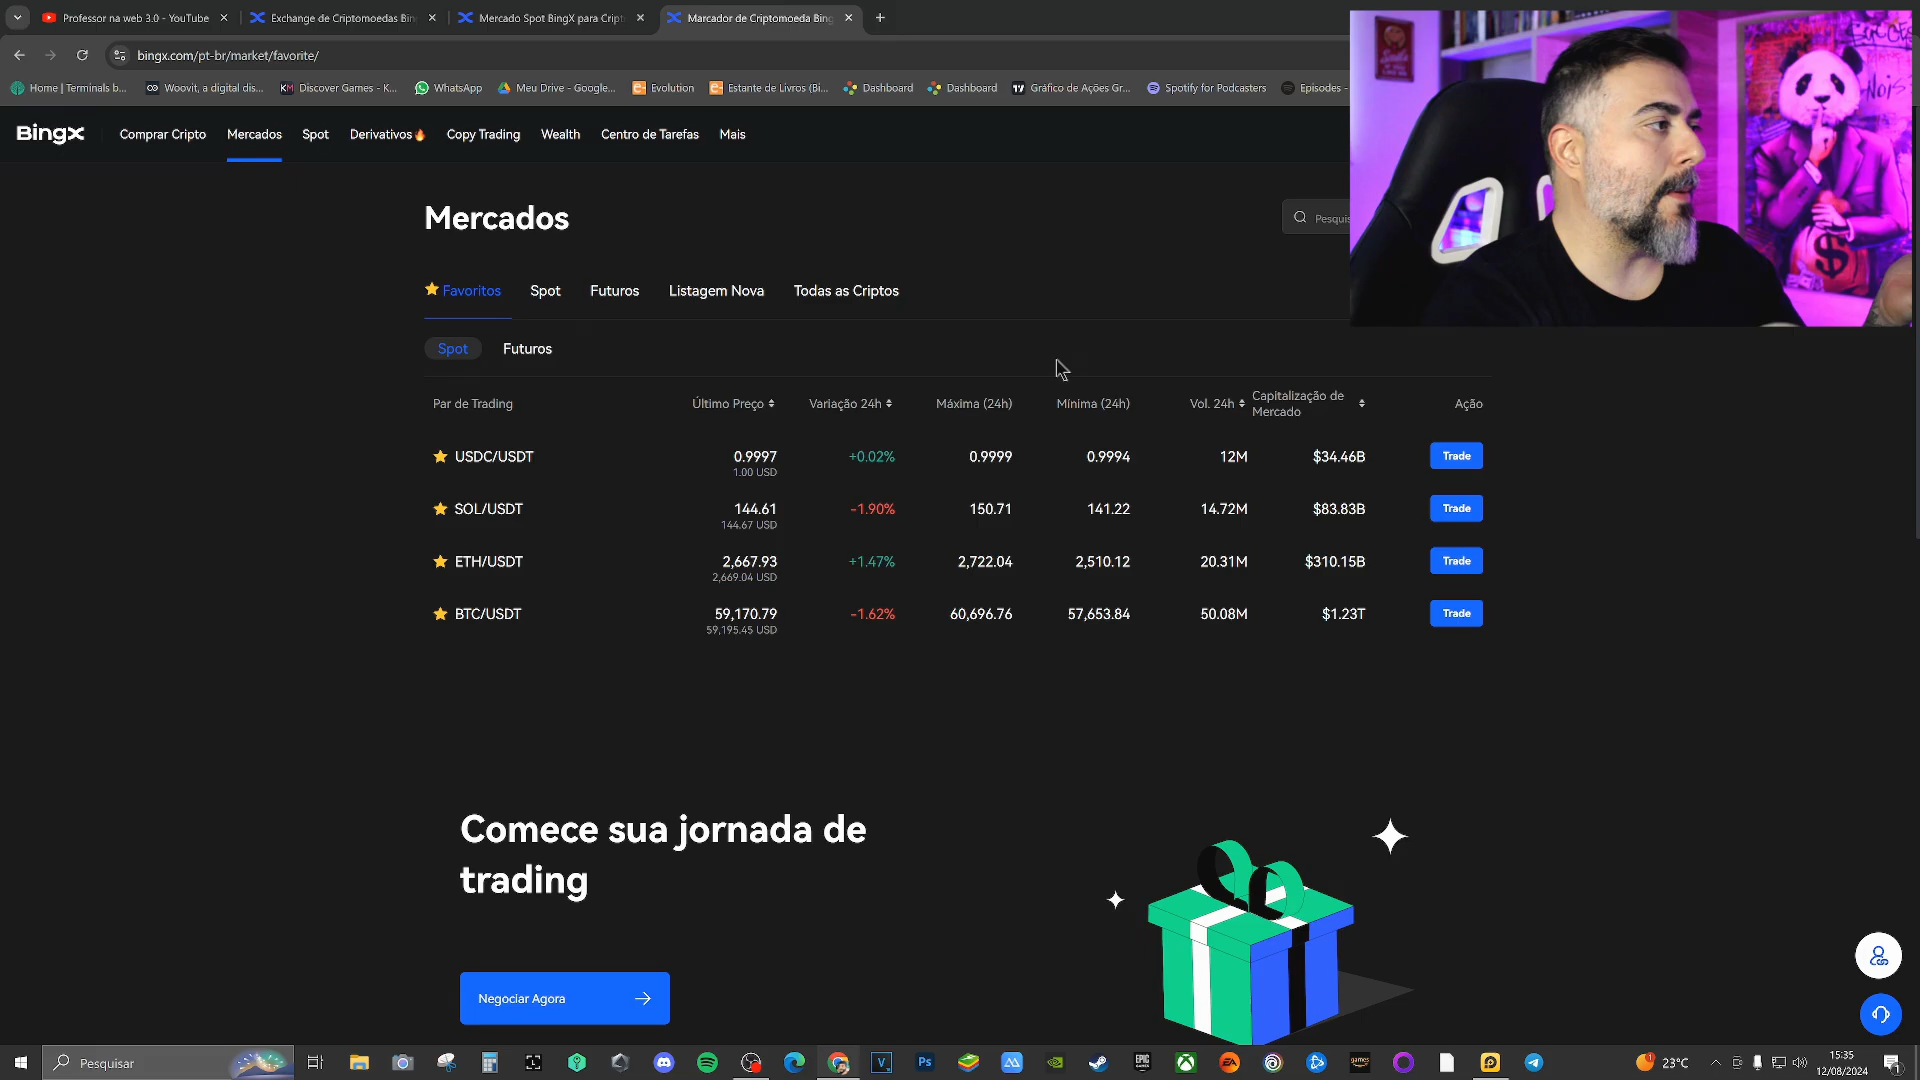 Professor na web 3.0 - YouTube
Exchange de Criptomoedas Bin
Mercado Spot BingX para Cript
Marcador de Criptomoeda Bing
bingx.com/pt-br/market/favorite/
Home | Terminals b...
Woovit, a digital dis...
Discover Games - K...
WhatsApp
Meu Drive - Google...
Evolution
Estante de Livros (Bi...
Dashboard
Dashboard
Gráfico de Ações Gr...
Spotify for Podcasters
Episodes -
BingX
Comprar Cripto
Mercados
Spot
Derivativos
Copy Trading
Wealth
Centro de Tarefas
Mais
Mercados
Pesquis
Favoritos
Spot
Futuros
Listagem Nova
Todas as Criptos
Spot
Futuros
Par de Trading
Último Preço
Variação 24h
Máxima (24h)
Mínima (24h)
Vol. 24h
Capitalização de
Mercado
Ação
USDC/USDT 0.9997 +0.02% 0.9999 0.9994 12M $34.46B Trade
1.00 USD
SOL/USDT 144.61 -1.90% 150.71 141.22 14.72M $83.83B Trade
144.67 USD
ETH/USDT 2,667.93 +1.47% 2,722.04 2,510.12 20.31M $310.15B Trade
2,669.04 USD
BTC/USDT 59,170.79 -1.62% 60,696.76 57,653.84 50.08M $1.23T Trade
59,195.45 USD
Comece sua jornada de
trading
Negociar Agora
Pesquisar
23°C
15:35
12/08/2024